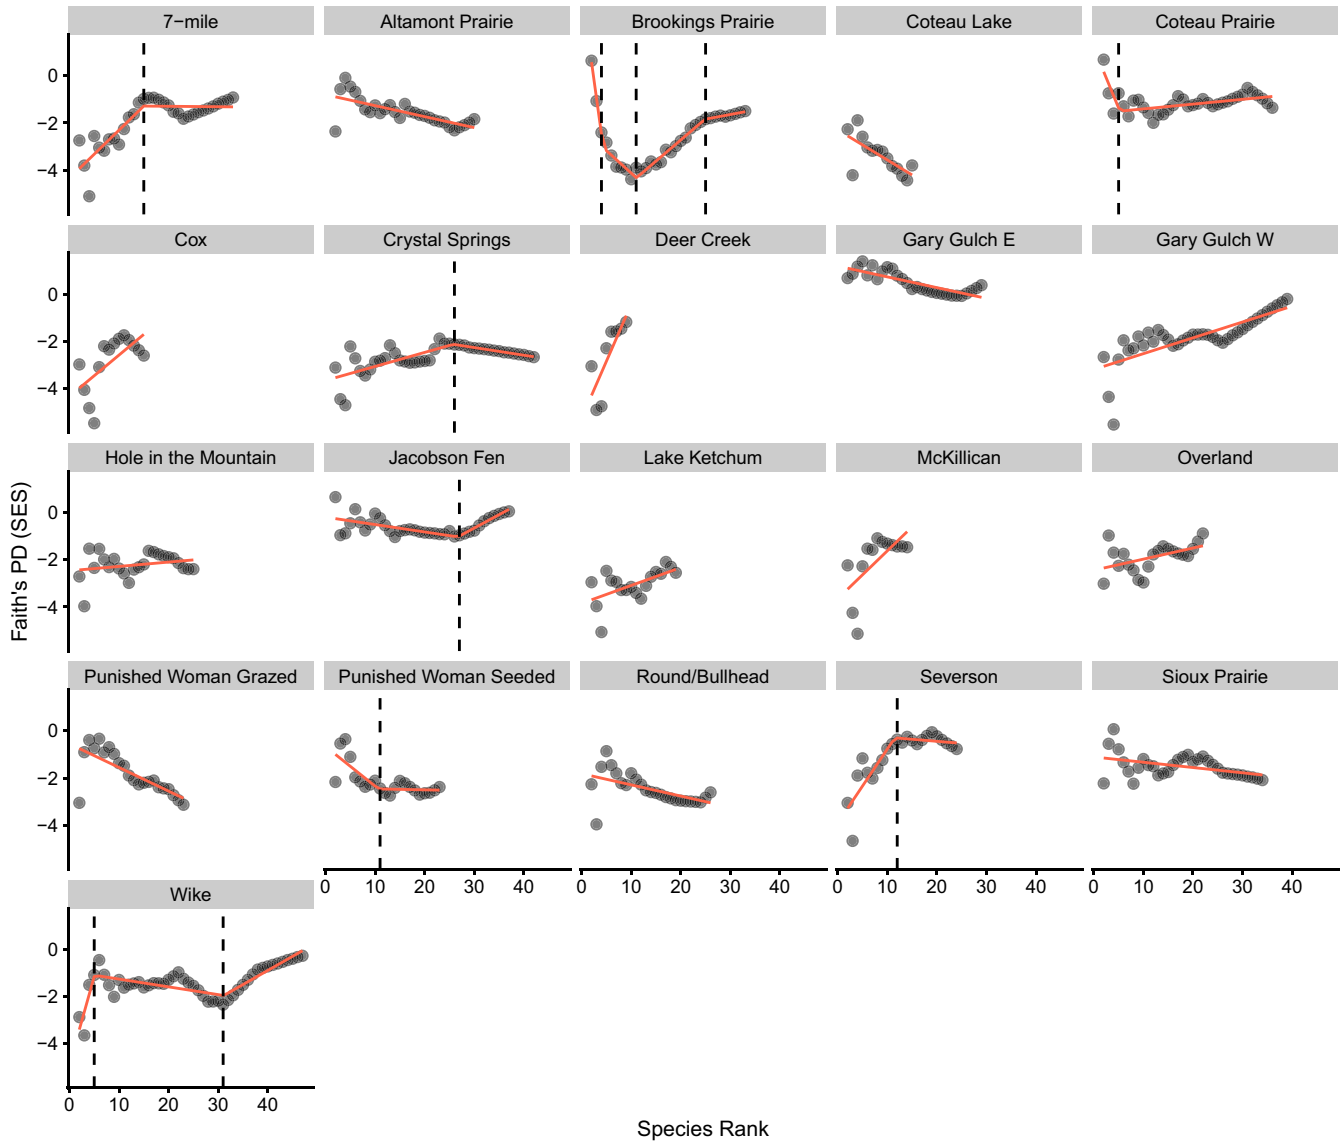 7−mile
Altamont Prairie
Brookings Prairie
Coteau Lake
Coteau Prairie
0
−2
−4
Cox
Crystal Springs
Deer Creek
Gary Gulch E
Gary Gulch W
0
−2
−4
Hole in the Mountain
Jacobson Fen
Lake Ketchum
McKillican
Overland
0
−2
−4
Faith's PD (SES)
Punished Woman Grazed
Punished Woman Seeded
Round/Bullhead
Severson
Sioux Prairie
0
−2
−4
0 10 20 30 40
0 10 20 30 40
0 10 20 30 40
0 10 20 30 40
Wike
0
−2
−4
0 10 20 30 40
Species Rank